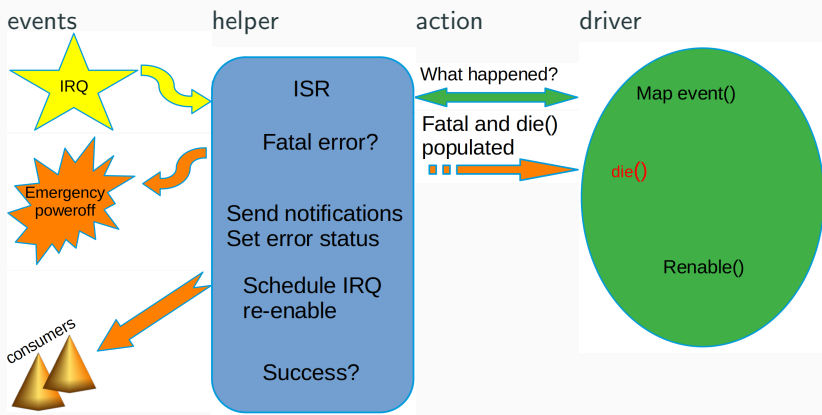 events
helper
action
driver
IRQ
ISR
What happened?
Map event()
Fatal error?
Fatal and die()
populated
die()
Emergency
poweroff
Send notifications
Set error status
Renable()
Schedule IRQ
re-enable
consumers
Success?